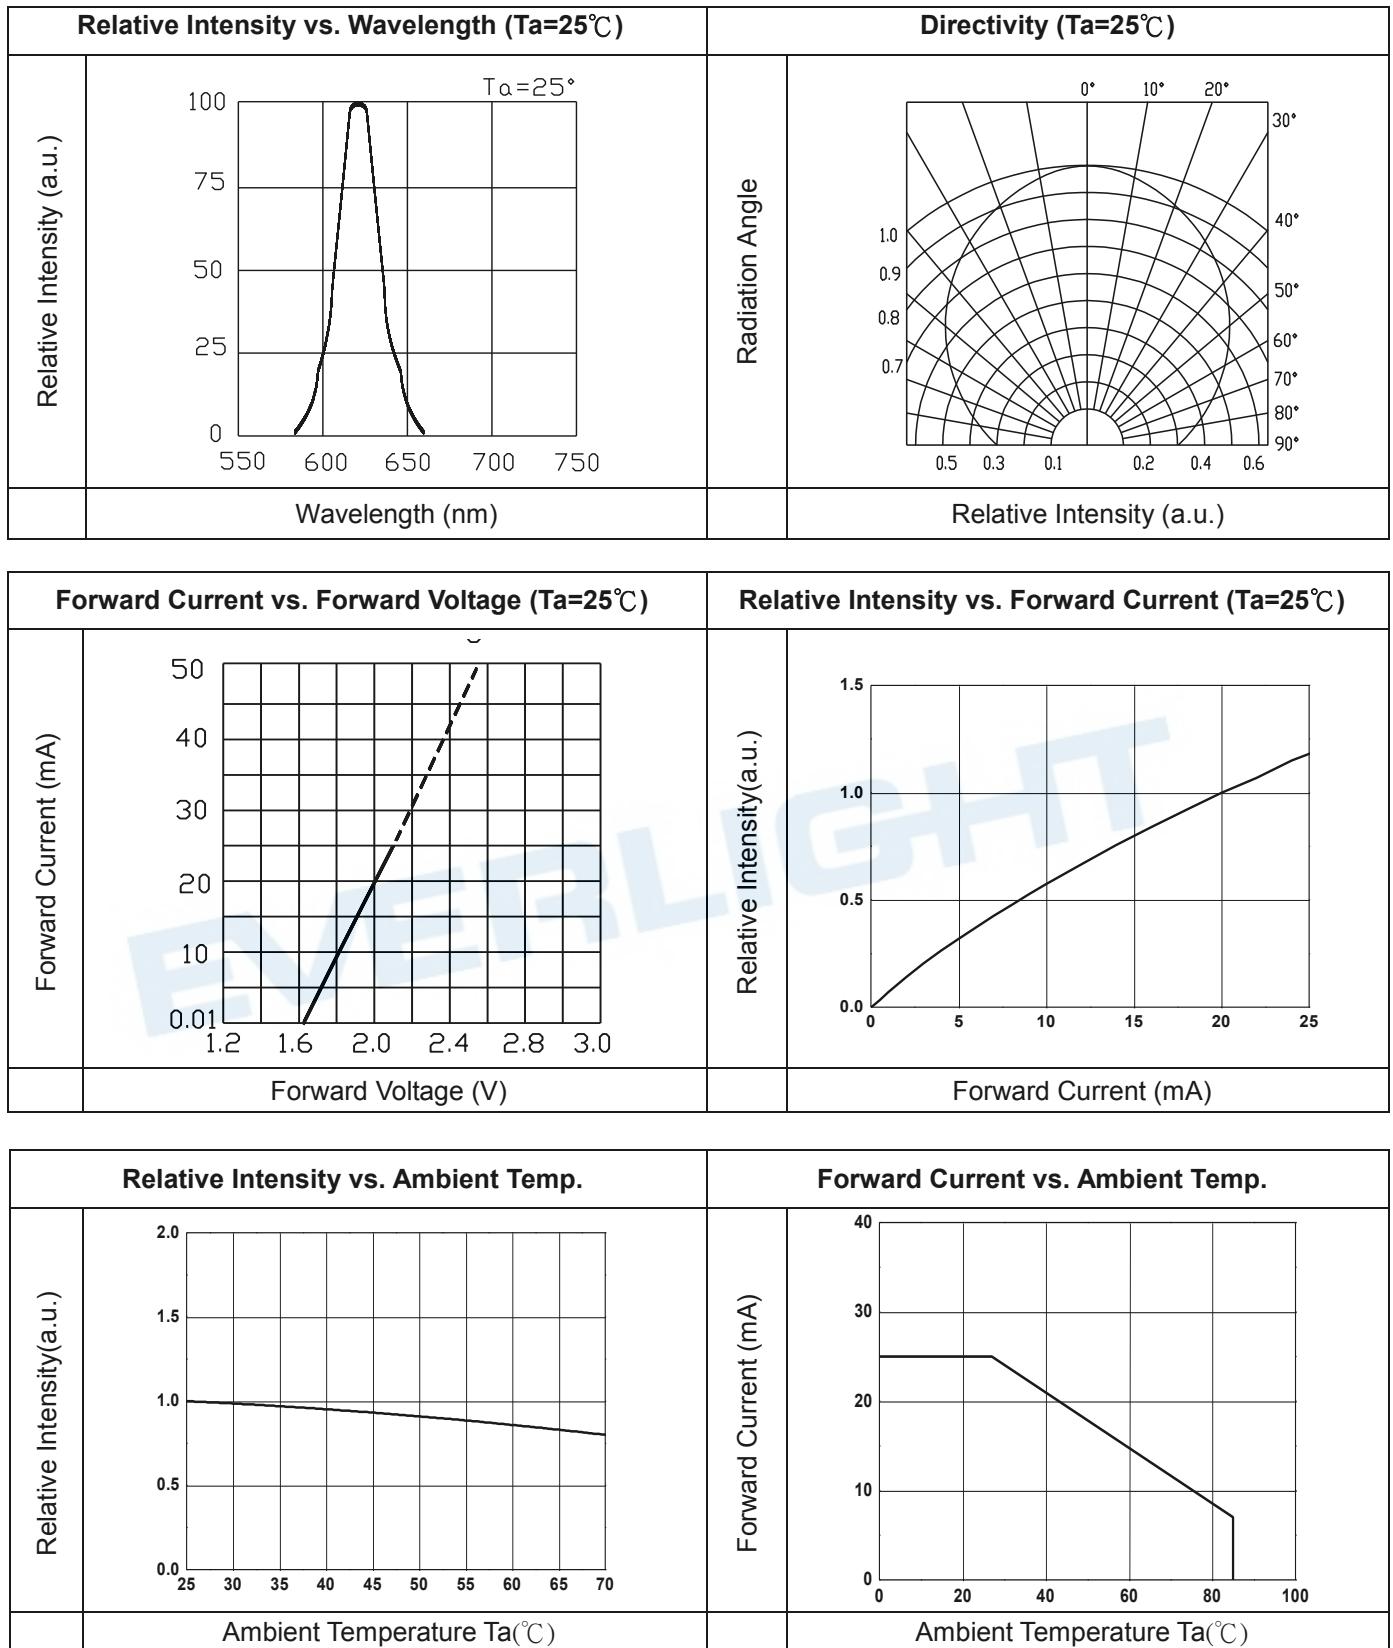 Relative Intensity vs. Wavelength (Ta=25℃)
Directivity (Ta=25℃)
Relative Intensity (a.u.)
Ta=25°
100
75
50
25
0
550 600 650 700 750
Wavelength (nm)
Radiation Angle
0° 10° 20°
30°
40°
50°
60°
70°
80°
90°
1.0
0.9
0.8
0.7
0.5 0.3 0.1 0.2 0.4 0.6
Relative Intensity (a.u.)
Forward Current vs. Forward Voltage (Ta=25℃)
Relative Intensity vs. Forward Current (Ta=25℃)
Forward Current (mA)
50
40
30
20
10
0.01
1.2 1.6 2.0 2.4 2.8 3.0
Forward Voltage (V)
Relative Intensity(a.u.)
1.5
1.0
0.5
0.0
0 5 10 15 20 25
Forward Current (mA)
EVERLIGHT
Relative Intensity vs. Ambient Temp.
Forward Current vs. Ambient Temp.
Relative Intensity(a.u.)
2.0
1.5
1.0
0.5
0.0
25 30 35 40 45 50 55 60 65 70
Ambient Temperature Ta(℃)
Forward Current (mA)
40
30
20
10
0
0 20 40 60 80 100
Ambient Temperature Ta(℃)